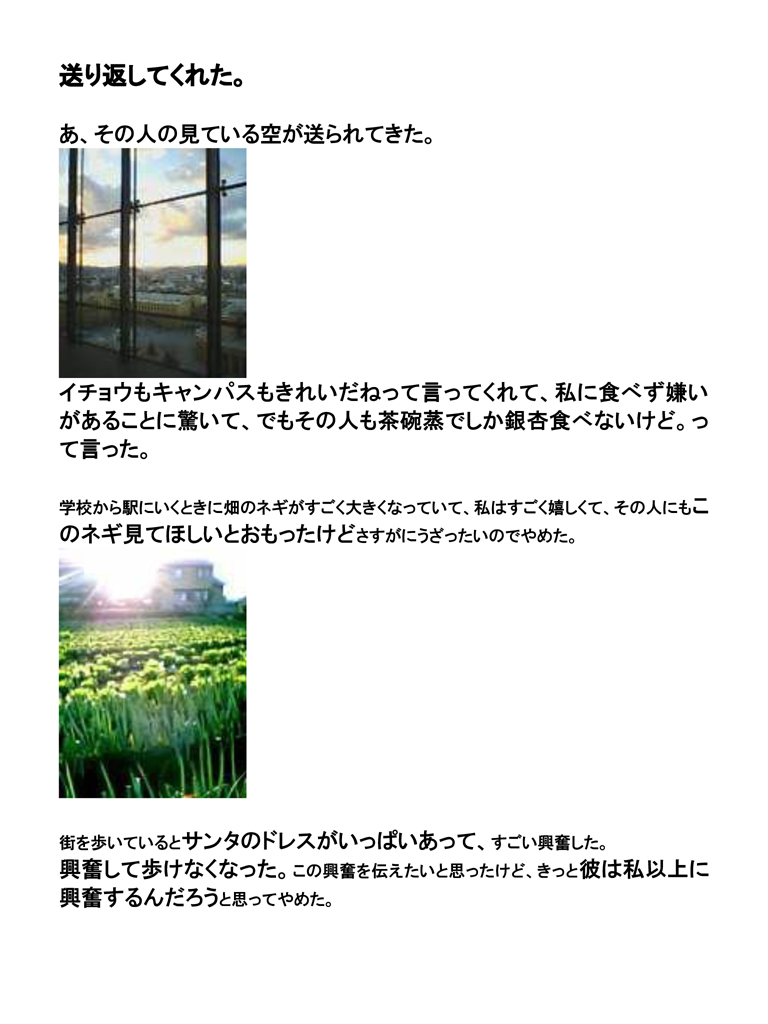 送り返してくれた。
あ、その人の見ている空が送られてきた。
イチョウもキャンパスもきれいだねって言ってくれて、私に食べず嫌い
があることに驚いて、でもその人も茶碗蒸でしか銀杏食べないけど。っ
て言った。
学校から駅にいくときに畑のネギがすごく大きくなっていて、私はすごく嬉しくて、その人にもこ
のネギ見てほしいとおもったけどさすがにうざったいのでやめた。
街を歩いているとサンタのドレスがいっぱいあって、すごい興奮した。
興奮して歩けなくなった。この興奮を伝えたいと思ったけど、きっと彼は私以上に
興奮するんだろうと思ってやめた。